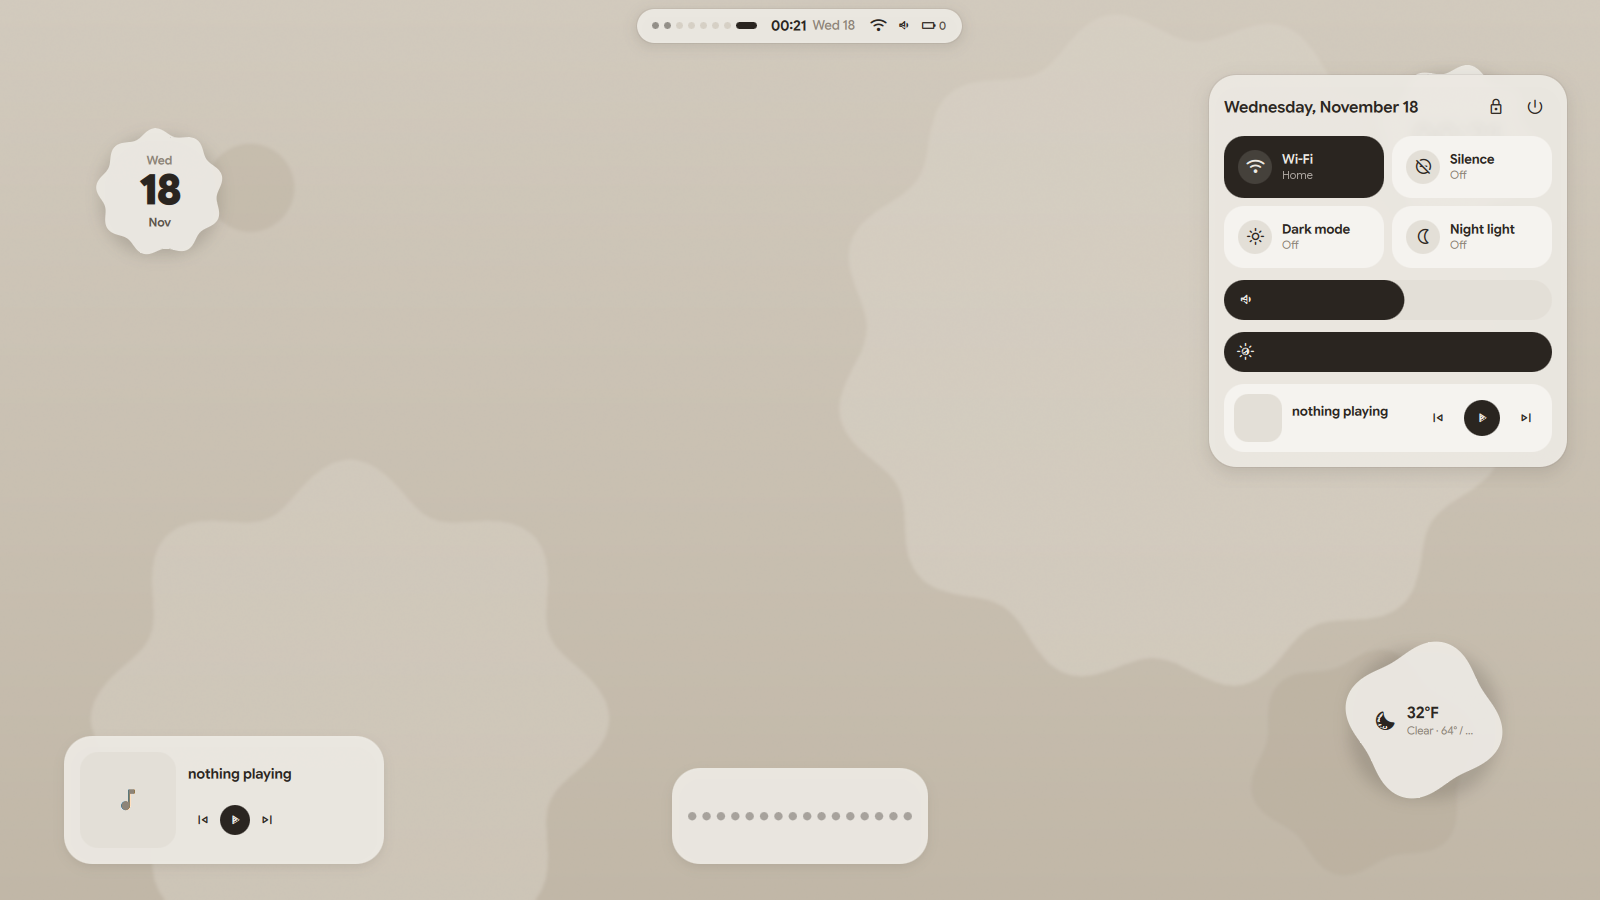 00:21 Wed 18 0
Wed
18
Nov
Wednesday, November 18
Wi-Fi
Home
Silence
Off
Dark mode
Off
Night light
Off
nothing playing
32°F
Clear · 64° / ...
nothing playing